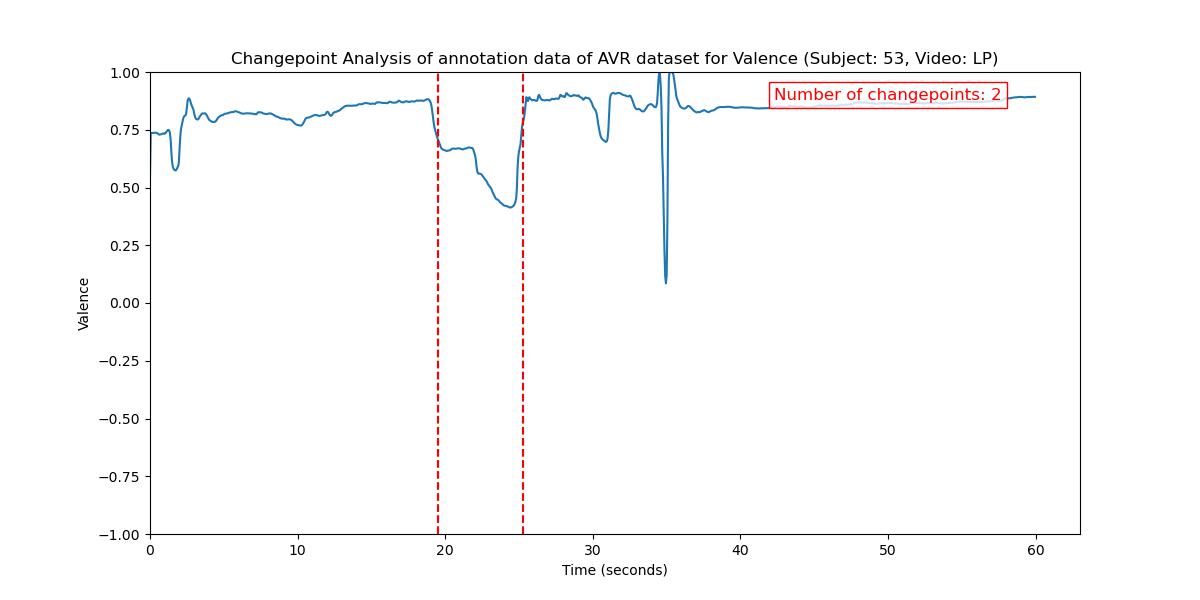 Changepoint Analysis of annotation data of AVR dataset for Valence (Subject: 53, Video: LP)
Number of changepoints: 2
Valence
1.00
0.75
0.50
0.25
0.00
−0.25
−0.50
−0.75
−1.00
0 10 20 30 40 50 60
Time (seconds)